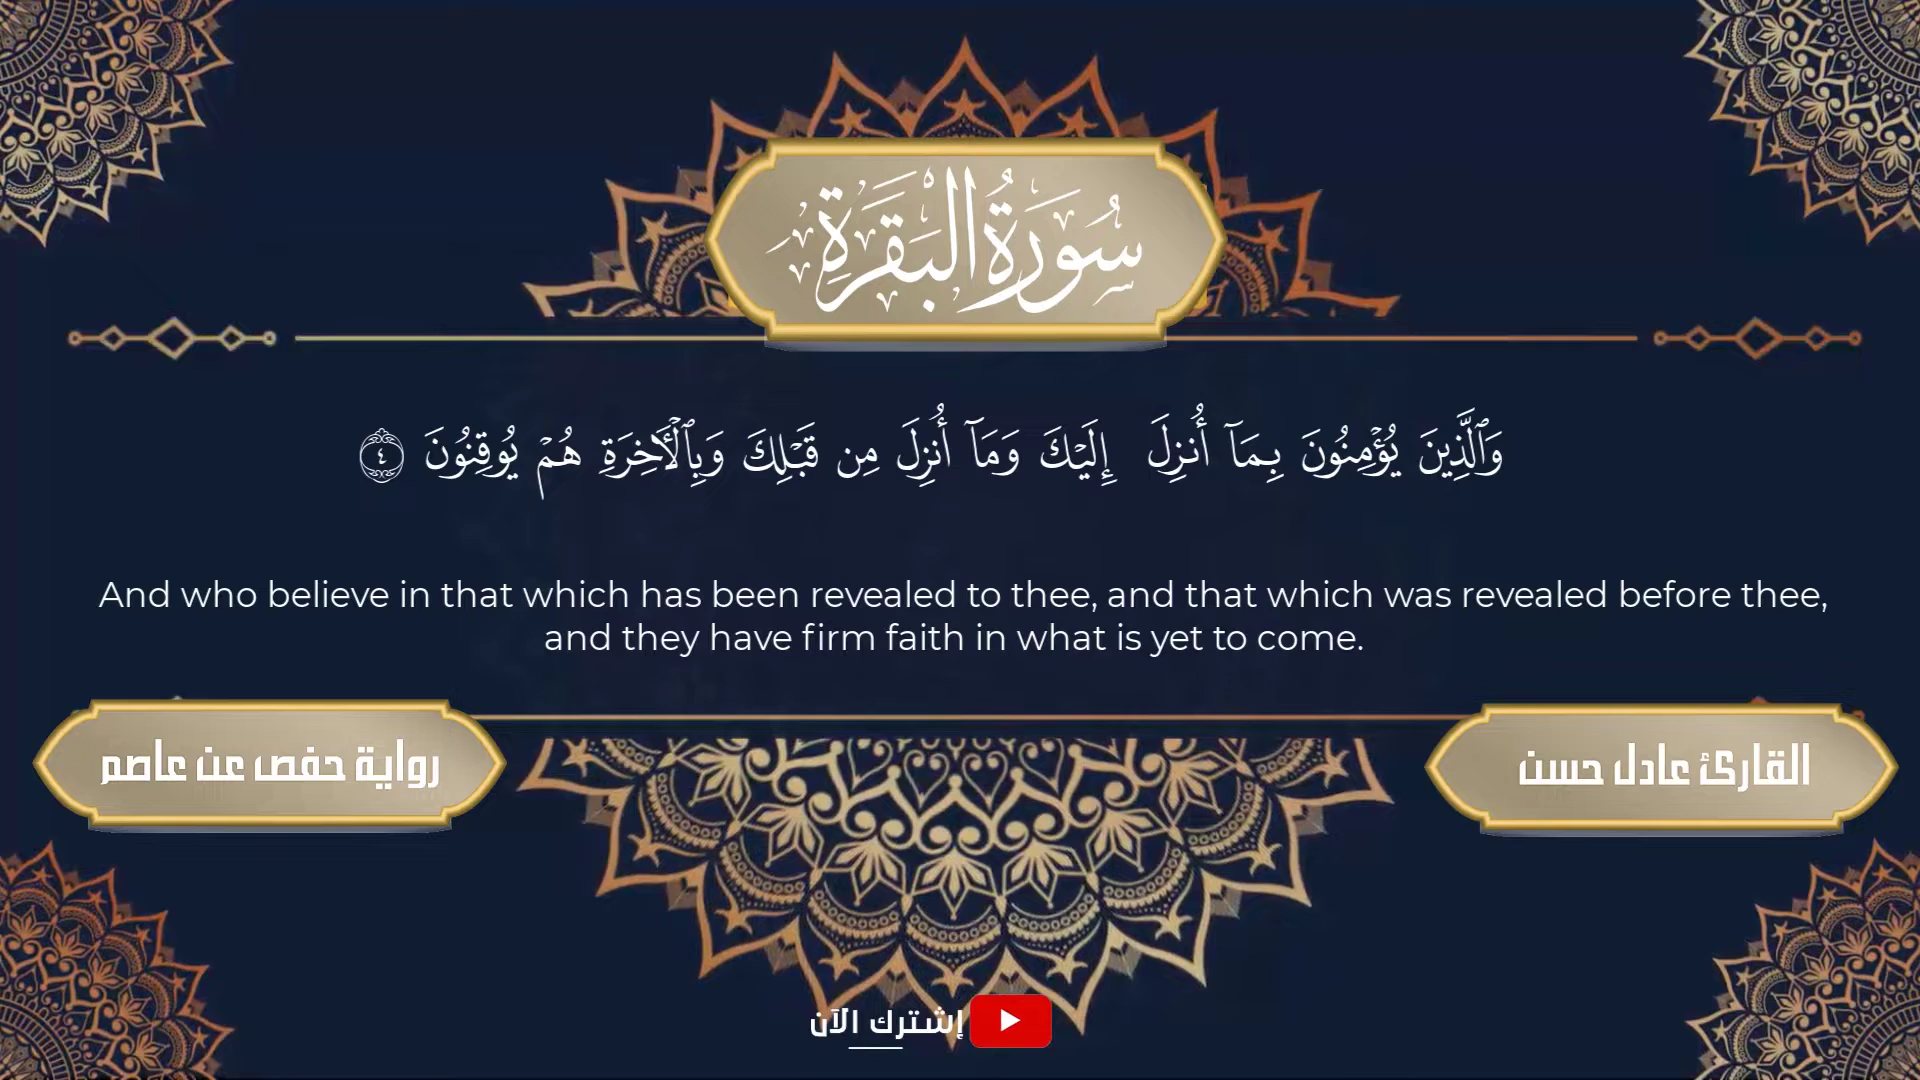 سُورَةُ البَقَرَةِ
وَٱلَّذِينَ يُؤۡمِنُونَ بِمَآ أُنزِلَ إِلَيۡكَ وَمَآ أُنزِلَ مِن قَبۡلِكَ وَبِٱلۡأٓخِرَةِ هُمۡ يُوقِنُونَ ٤
And who believe in that which has been revealed to thee, and that which was revealed before thee,
and they have firm faith in what is yet to come.
القارئ عادل حسن
رواية حفص عن عاصم
إشترك الآن